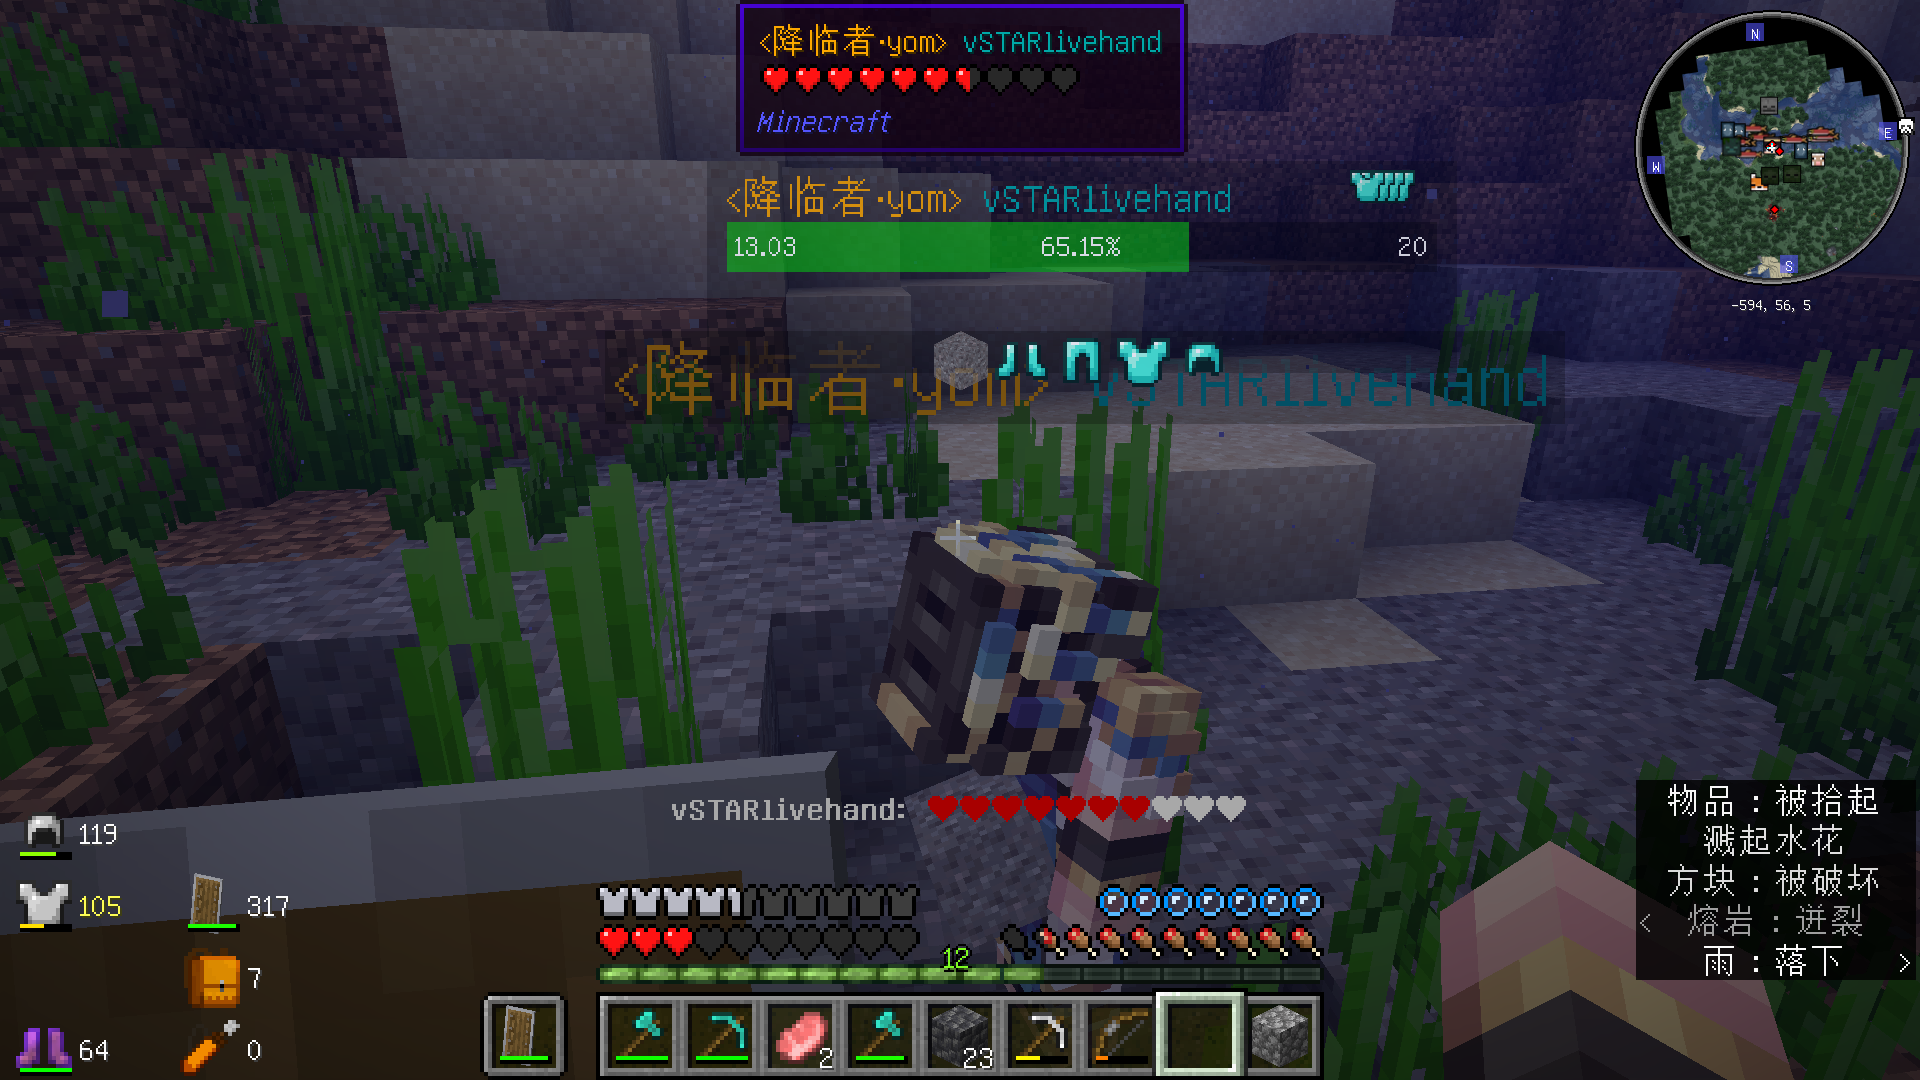 <降临者·yom> vSTARlivehand
Minecraft
N
E
W
S
-594, 56, 5
<降临者·yom> vSTARlivehand
13.03 65.15% 20
<降临者·yom> vSTARlivehand
vSTARlivehand:
119
105
317
7
64
0
12
2
23
物品：被拾起
溅起水花
方块：被破坏
< 熔岩：迸裂
雨：落下 >